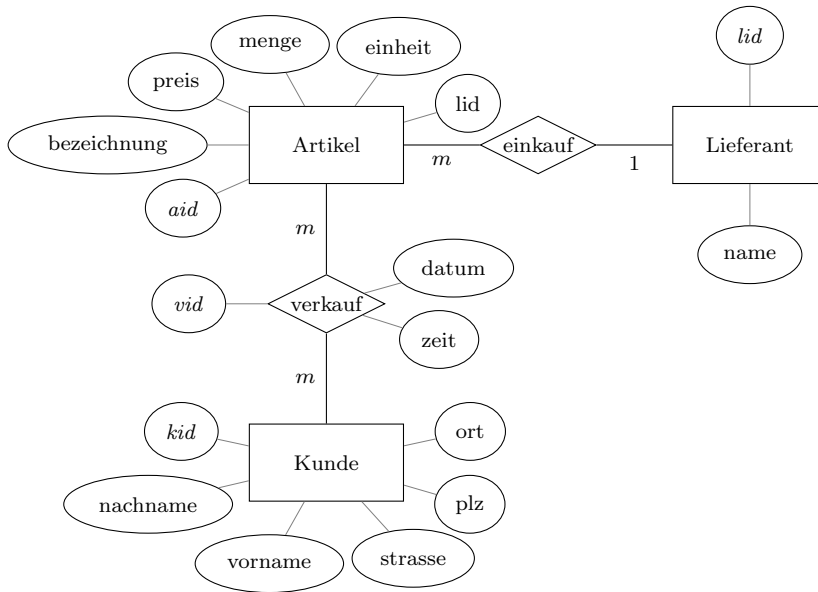 menge
einheit
lid
preis
lid
bezeichnung
Artikel
m
einkauf
1
Lieferant
aid
m
name
datum
vid
verkauf
zeit
m
kid
ort
Kunde
nachname
plz
vorname
strasse